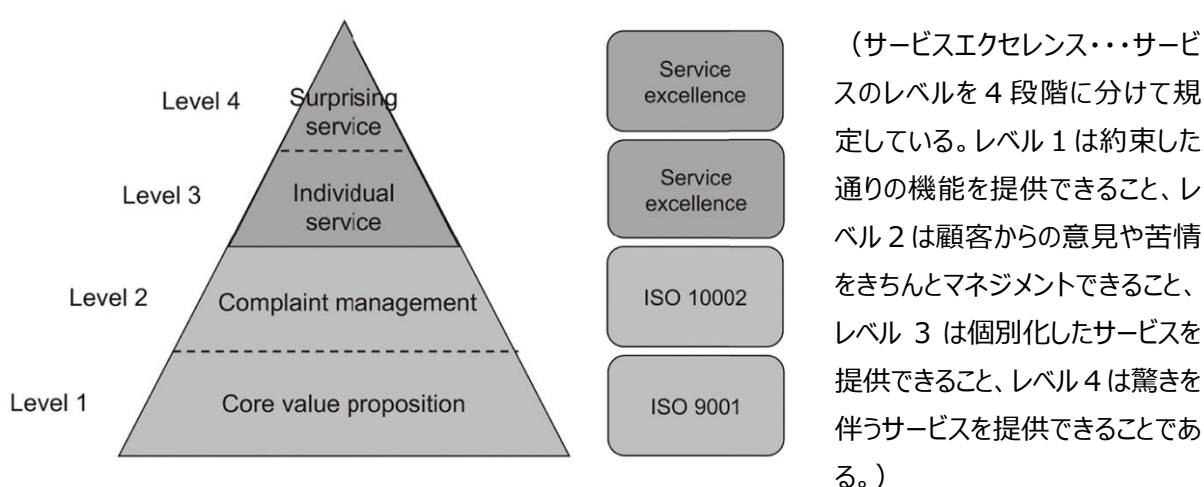 Level 4
Surprising
service
Level 3
Individual
service
Level 2
Complaint management
Level 1
Core value proposition
Service
excellence
Service
excellence
ISO 10002
ISO 9001
（サービスエクセレンス・・・サービ
スのレベルを４段階に分けて規
定している。レベル１は約束した
通りの機能を提供できること、レ
ベル２は顧客からの意見や苦情
をきちんとマネジメントできること、
レベル 3 は個別化したサービスを
提供できること、レベル４は驚きを
伴うサービスを提供できることであ
る。）